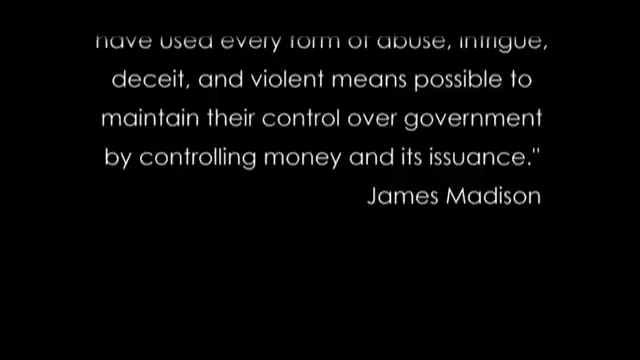 have used every form of abuse, intrigue,
deceit, and violent means possible to
maintain their control over government
by controlling money and its issuance."
James Madison